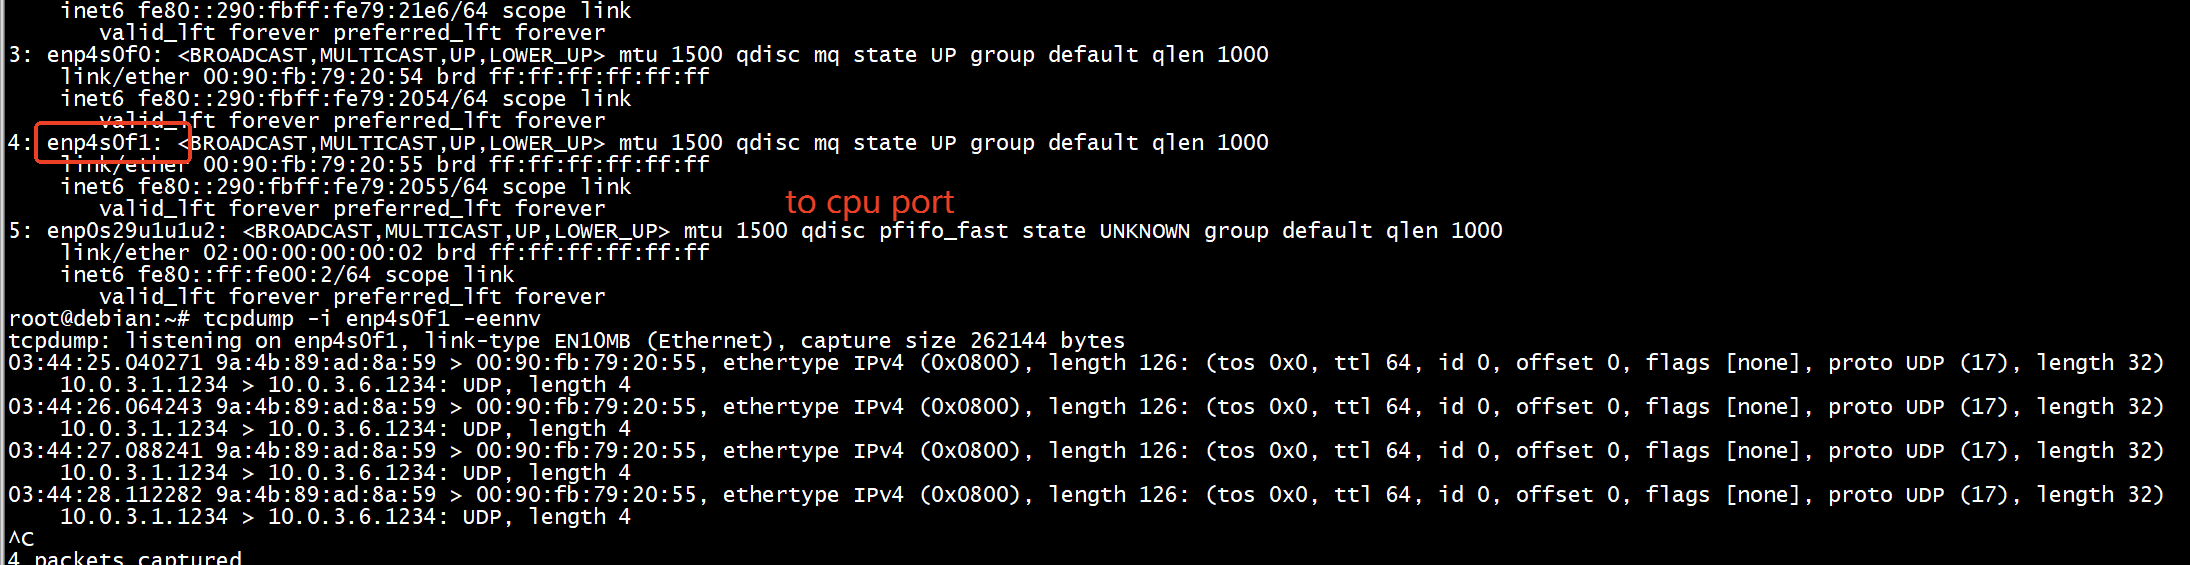 inet6 fe80::290:fbff:fe79:21e6/64 scope link
valid_lft forever preferred_lft forever
3: enp4s0f0: <BROADCAST,MULTICAST,UP,LOWER_UP> mtu 1500 qdisc mq state UP group default qlen 1000
link/ether 00:90:fb:79:20:54 brd ff:ff:ff:ff:ff:ff
inet6 fe80::290:fbff:fe79:2054/64 scope link
valid_lft forever preferred_lft forever
4: enp4s0f1: <BROADCAST,MULTICAST,UP,LOWER_UP> mtu 1500 qdisc mq state UP group default qlen 1000
link/ether 00:90:fb:79:20:55 brd ff:ff:ff:ff:ff:ff
inet6 fe80::290:fbff:fe79:2055/64 scope link
to cpu port
valid_lft forever preferred_lft forever
5: enp0s29u1u1u2: <BROADCAST,MULTICAST,UP,LOWER_UP> mtu 1500 qdisc pfifo_fast state UNKNOWN group default qlen 1000
link/ether 02:00:00:00:00:02 brd ff:ff:ff:ff:ff:ff
inet6 fe80::ff:fe00:2/64 scope link
valid_lft forever preferred_lft forever
root@debian:~# tcpdump -i enp4s0f1 -eennv
tcpdump: listening on enp4s0f1, link-type EN10MB (Ethernet), capture size 262144 bytes
03:44:25.040271 9a:4b:89:ad:8a:59 > 00:90:fb:79:20:55, ethertype IPv4 (0x0800), length 126: (tos 0x0, ttl 64, id 0, offset 0, flags [none], proto UDP (17), length 32)
10.0.3.1.1234 > 10.0.3.6.1234: UDP, length 4
03:44:26.064243 9a:4b:89:ad:8a:59 > 00:90:fb:79:20:55, ethertype IPv4 (0x0800), length 126: (tos 0x0, ttl 64, id 0, offset 0, flags [none], proto UDP (17), length 32)
10.0.3.1.1234 > 10.0.3.6.1234: UDP, length 4
03:44:27.088241 9a:4b:89:ad:8a:59 > 00:90:fb:79:20:55, ethertype IPv4 (0x0800), length 126: (tos 0x0, ttl 64, id 0, offset 0, flags [none], proto UDP (17), length 32)
10.0.3.1.1234 > 10.0.3.6.1234: UDP, length 4
03:44:28.112282 9a:4b:89:ad:8a:59 > 00:90:fb:79:20:55, ethertype IPv4 (0x0800), length 126: (tos 0x0, ttl 64, id 0, offset 0, flags [none], proto UDP (17), length 32)
10.0.3.1.1234 > 10.0.3.6.1234: UDP, length 4
^C
4 packets captured